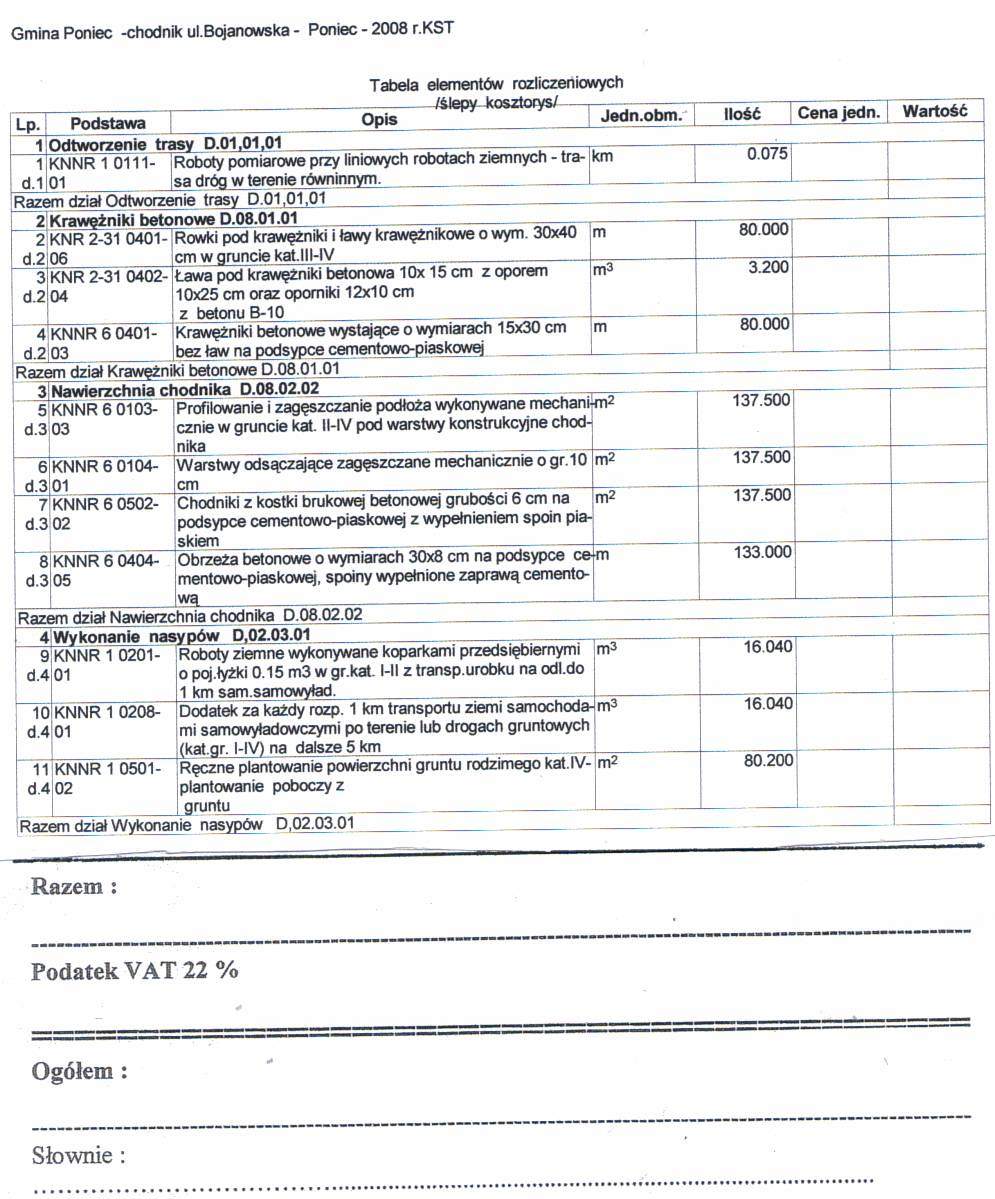 Gmina Poniec -chodnik ul.Bojanowska - Poniec - 2008 r.KST
Tabela elementów rozliczeniowych
/ślepy kosztorys/
Lp. Podstawa Opis Jedn.obm. Ilość Cena jedn. Wartość
1 Odtworzenie trasy D.01,01,01
1 KNNR 1 0111- Roboty pomiarowe przy liniowych robotach ziemnych - tra- km 0.075
d.1 01 sa dróg w terenie równinnym.
Razem dział Odtworzenie trasy D.01,01,01
2 Krawężniki betonowe D.08.01.01
2 KNR 2-31 0401- Rowki pod krawężniki i ławy krawężnikowe o wym. 30x40 m 80.000
d.2 06 cm w gruncie kat.III-IV
3 KNR 2-31 0402- Ława pod krawężniki betonowa 10x 15 cm z oporem m3 3.200
d.2 04 10x25 cm oraz oporniki 12x10 cm
z betonu B-10
4 KNNR 6 0401- Krawężniki betonowe wystające o wymiarach 15x30 cm m 80.000
d.2 03 bez ław na podsypce cementowo-piaskowej
Razem dział Krawężniki betonowe D.08.01.01
3 Nawierzchnia chodnika D.08.02.02
5 KNNR 6 0103- Profilowanie i zagęszczanie podłoża wykonywane mechani- m2 137.500
d.3 03 cznie w gruncie kat. II-IV pod warstwy konstrukcyjne chod-
nika
6 KNNR 6 0104- Warstwy odsączające zagęszczane mechanicznie o gr.10 m2 137.500
d.3 01 cm
7 KNNR 6 0502- Chodniki z kostki brukowej betonowej grubości 6 cm na m2 137.500
d.3 02 podsypce cementowo-piaskowej z wypełnieniem spoin pia-
skiem
8 KNNR 6 0404- Obrzeża betonowe o wymiarach 30x8 cm na podsypce ce- m 133.000
d.3 05 mentowo-piaskowej, spoiny wypełnione zaprawą cemento-
wą
Razem dział Nawierzchnia chodnika D.08.02.02
4 Wykonanie nasypów D,02.03.01
9 KNNR 1 0201- Roboty ziemne wykonywane koparkami przedsiębiernymi m3 16.040
d.4 01 o poj.łyżki 0.15 m3 w gr.kat. I-II z transp.urobku na odl.do
1 km sam.samowyład.
10 KNNR 1 0208- Dodatek za każdy rozp. 1 km transportu ziemi samochoda- m3 16.040
d.4 01 mi samowyładowczymi po terenie lub drogach gruntowych
(kat.gr. I-IV) na dalsze 5 km
11 KNNR 1 0501- Ręczne plantowanie powierzchni gruntu rodzimego kat.IV- m2 80.200
d.4 02 plantowanie poboczy z
gruntu
Razem dział Wykonanie nasypów D,02.03.01
Razem :
Podatek VAT 22 %
Ogółem :
Słownie :